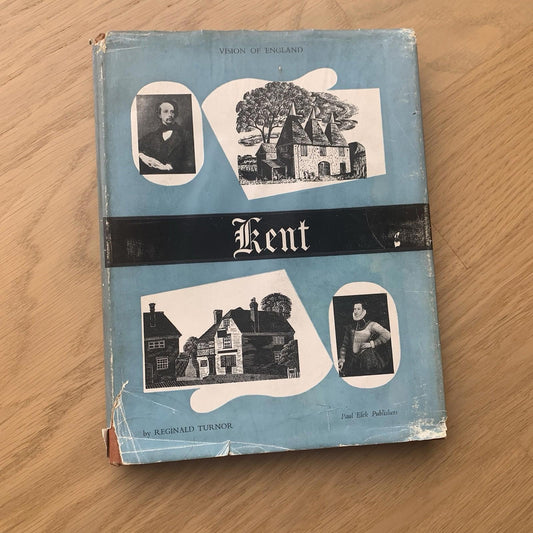 VISION OF ENGLAND
Kent
by REGINALD TURNOR
Paul Elek Publishers